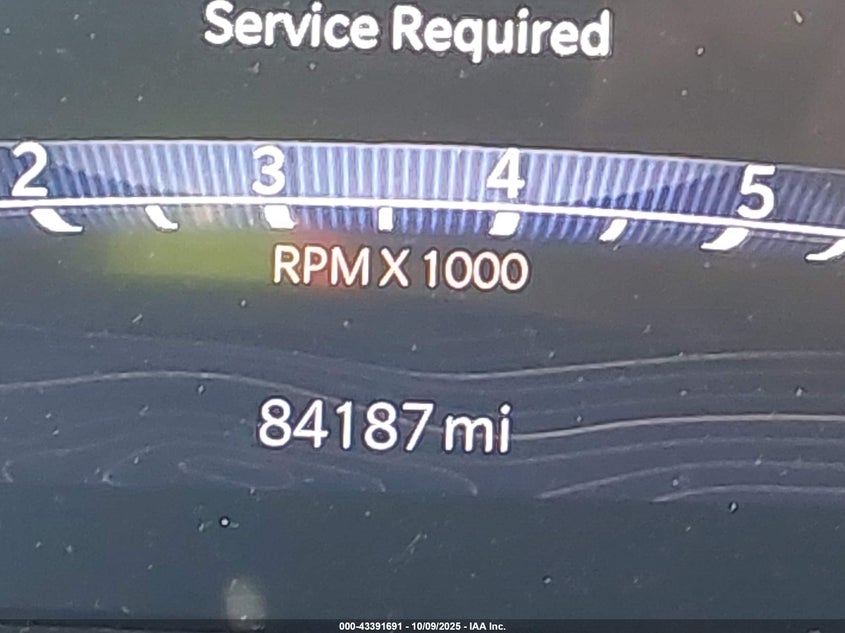 Service Required
2 3 4 5
RPM X 1000
84187 mi
000-43391691 - 10/09/2025 - IAA Inc.